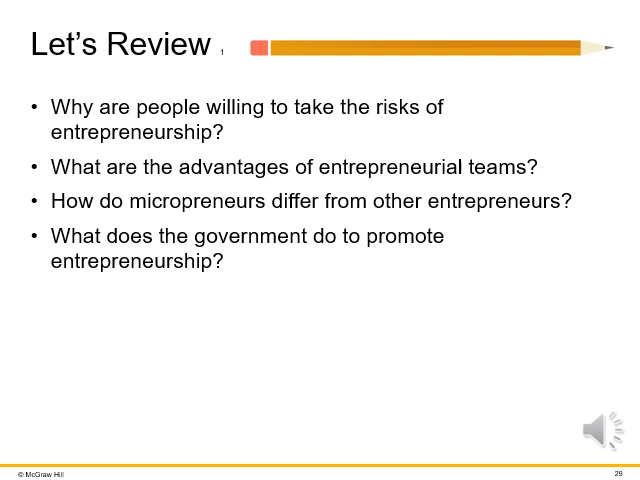 Let’s Review 1
• Why are people willing to take the risks of
entrepreneurship?
• What are the advantages of entrepreneurial teams?
• How do micropreneurs differ from other entrepreneurs?
• What does the government do to promote
entrepreneurship?
© McGraw Hill
29